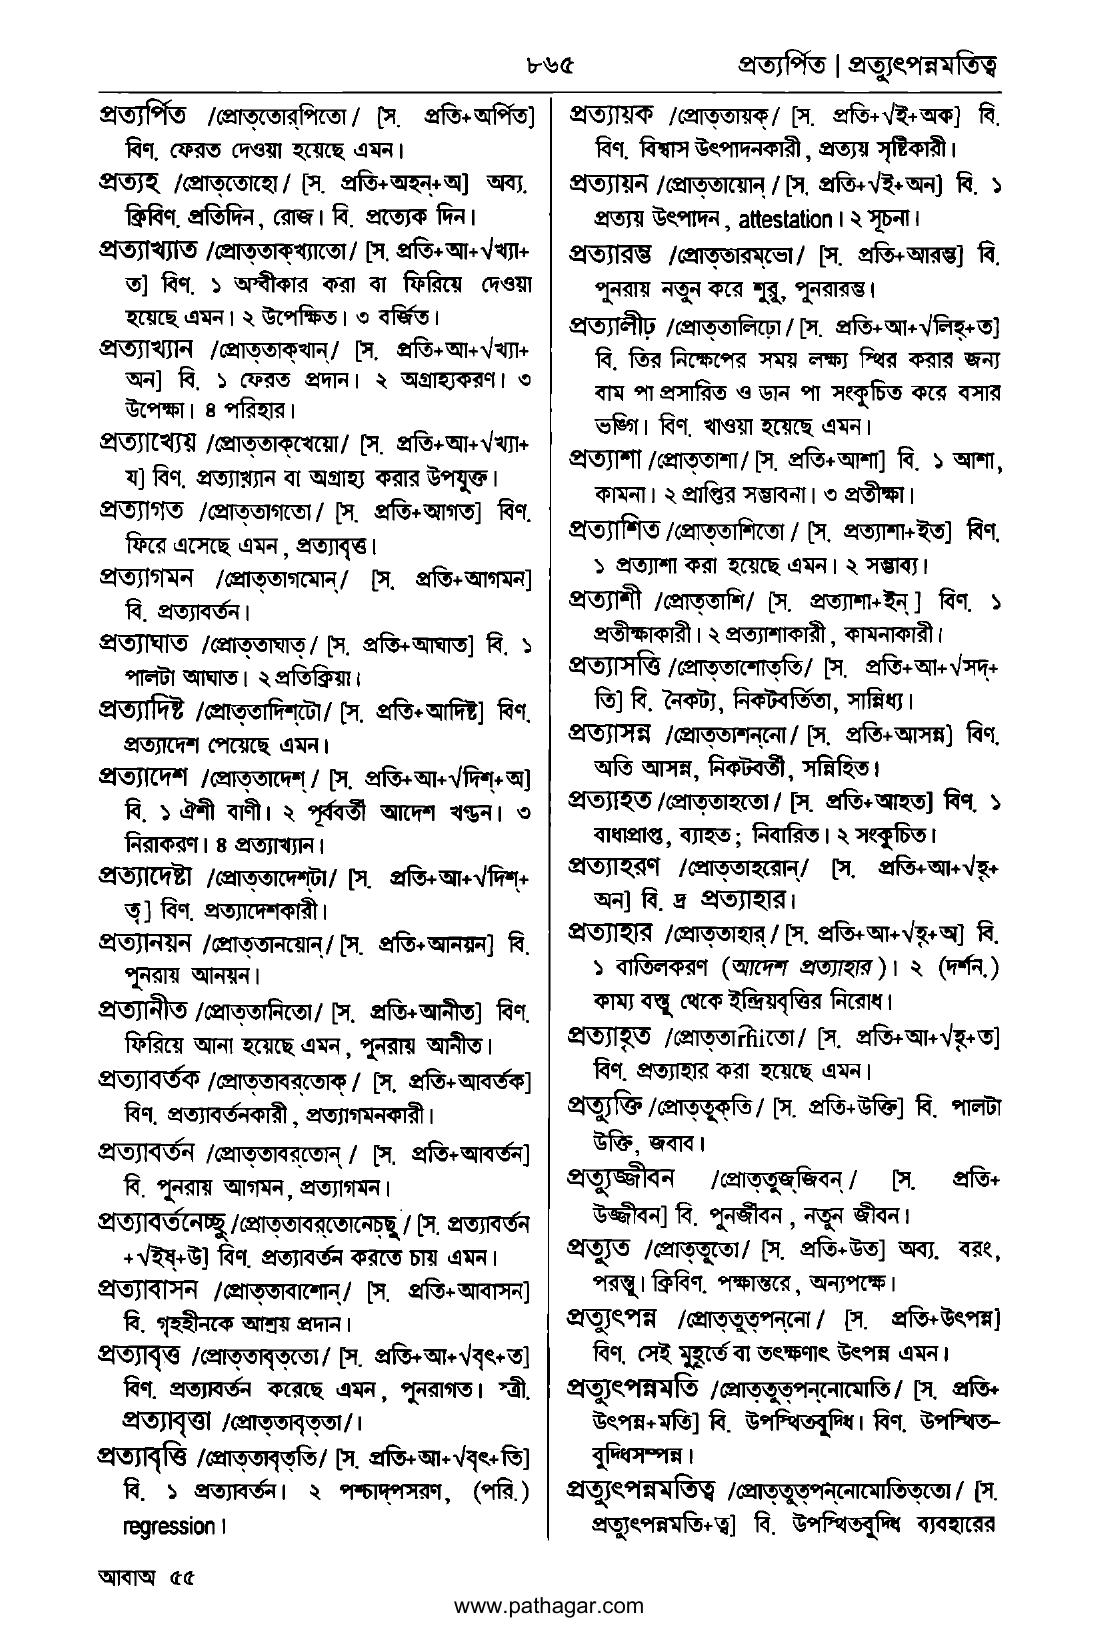 ৮৬৫
প্রত্যর্পিত | প্রত্যুৎপন্নমতিত্ব
প্রত্যর্পিত /প্রোত্‌তোর্‌পিতো/ [স. প্রতি+অর্পিত]
বিণ. ফেরত দেওয়া হয়েছে এমন।
প্রত্যহ /প্রোত্‌তোহো/ [স. প্রতি+অহন্‌+অ] অব্য.
ক্রিবিণ. প্রতিদিন, রোজ। বি. প্রত্যেক দিন।
প্রত্যাখ্যাত /প্রোত্‌তাক্‌খ্যাতো/ [স. প্রতি+আ+√খ্যা+
ত] বিণ. ১ অস্বীকার করা বা ফিরিয়ে দেওয়া
হয়েছে এমন। ২ উপেক্ষিত। ৩ বর্জিত।
প্রত্যাখ্যান /প্রোত্‌তাক্‌খান্‌/ [স. প্রতি+আ+√খ্যা+
অন] বি. ১ ফেরত প্রদান। ২ অগ্রাহ্যকরণ। ৩
উপেক্ষা। ৪ পরিহার।
প্রত্যাখ্যেয় /প্রোত্‌তাক্‌খেয়ো/ [স. প্রতি+আ+√খ্যা+
য] বিণ. প্রত্যাখ্যান বা অগ্রাহ্য করার উপযুক্ত।
প্রত্যাগত /প্রোত্‌তাগতো/ [স. প্রতি+আগত] বিণ.
ফিরে এসেছে এমন, প্রত্যাবৃত্ত।
প্রত্যাগমন /প্রোত্‌তাগমোন্‌/ [স. প্রতি+আগমন]
বি. প্রত্যাবর্তন।
প্রত্যাঘাত /প্রোত্‌তাঘাত্‌/ [স. প্রতি+আঘাত] বি. ১
পালটা আঘাত। ২ প্রতিক্রিয়া।
প্রত্যাদিষ্ট /প্রোত্‌তাদিশ্‌টো/ [স. প্রতি+আদিষ্ট] বিণ.
প্রত্যাদেশ পেয়েছে এমন।
প্রত্যাদেশ /প্রোত্‌তাদেশ্‌/ [স. প্রতি+আ+√দিশ্‌+অ]
বি. ১ ঐশী বাণী। ২ পূর্ববর্তী আদেশ খণ্ডন। ৩
নিরাকরণ। ৪ প্রত্যাখ্যান।
প্রত্যাদেষ্টা /প্রোত্‌তাদেশ্‌টা/ [স. প্রতি+আ+√দিশ্‌+
তৃ] বিণ. প্রত্যাদেশকারী।
প্রত্যানয়ন /প্রোত্‌তানয়োন্‌/ [স. প্রতি+আনয়ন] বি.
পুনরায় আনয়ন।
প্রত্যানীত /প্রোত্‌তানিতো/ [স. প্রতি+আনীত] বিণ.
ফিরিয়ে আনা হয়েছে এমন, পুনরায় আনীত।
প্রত্যাবর্তক /প্রোত্‌তাবর্‌তোক্‌/ [স. প্রতি+আবর্তক]
বিণ. প্রত্যাবর্তনকারী, প্রত্যাগমনকারী।
প্রত্যাবর্তন /প্রোত্‌তাবর্‌তোন্‌/ [স. প্রতি+আবর্তন]
বি. পুনরায় আগমন, প্রত্যাগমন।
প্রত্যাবর্তনেচ্ছু /প্রোত্‌তাবর্‌তোনেচ্‌ছু/ [স. প্রত্যাবর্তন
+√ইষ্‌+উ] বিণ. প্রত্যাবর্তন করতে চায় এমন।
প্রত্যাবাসন /প্রোত্‌তাবাশোন্‌/ [স. প্রতি+আবাসন]
বি. গৃহহীনকে আশ্রয় প্রদান।
প্রত্যাবৃত্ত /প্রোত্‌তাবৃত্‌তো/ [স. প্রতি+আ+√বৃৎ+ত]
বিণ. প্রত্যাবর্তন করেছে এমন, পুনরাগত। স্ত্রী.
প্রত্যাবৃত্তা /প্রোত্‌তাবৃত্‌তা/।
প্রত্যাবৃত্তি /প্রোত্‌তাবৃত্‌তি/ [স. প্রতি+আ+√বৃৎ+তি]
বি. ১ প্রত্যাবর্তন। ২ পশ্চাদ্‌পসরণ, (পরি.)
regression।
প্রত্যায়ক /প্রোত্‌তায়ক্‌/ [স. প্রতি+√ই+অক] বি.
বিণ. বিশ্বাস উৎপাদনকারী, প্রত্যয় সৃষ্টিকারী।
প্রত্যায়ন /প্রোত্‌তায়োন্‌/ [স. প্রতি+√ই+অন] বি. ১
প্রত্যয় উৎপাদন, attestation। ২ সূচনা।
প্রত্যারম্ভ /প্রোত্‌তারম্‌ভো/ [স. প্রতি+আরম্ভ] বি.
পুনরায় নতুন করে শুরু, পুনরারম্ভ।
প্রত্যালীঢ় /প্রোত্‌তালিঢ়ো/ [স. প্রতি+আ+√লিহ্‌+ত]
বি. তির নিক্ষেপের সময় লক্ষ্য স্থির করার জন্য
বাম পা প্রসারিত ও ডান পা সংকুচিত করে বসার
ভঙ্গি। বিণ. খাওয়া হয়েছে এমন।
প্রত্যাশা /প্রোত্‌তাশা/ [স. প্রতি+আশা] বি. ১ আশা,
কামনা। ২ প্রাপ্তির সম্ভাবনা। ৩ প্রতীক্ষা।
প্রত্যাশিত /প্রোত্‌তাশিতো/ [স. প্রত্যাশা+ইত] বিণ.
১ প্রত্যাশা করা হয়েছে এমন। ২ সম্ভাব্য।
প্রত্যাশী /প্রোত্‌তাশি/ [স. প্রত্যাশা+ইন্‌] বিণ. ১
প্রতীক্ষাকারী। ২ প্রত্যাশাকারী, কামনাকারী।
প্রত্যাসত্তি /প্রোত্‌তাশোত্‌তি/ [স. প্রতি+আ+√সদ্‌+
তি] বি. নৈকট্য, নিকটবর্তিতা, সান্নিধ্য।
প্রত্যাসন্ন /প্রোত্‌তাশন্‌নো/ [স. প্রতি+আসন্ন] বিণ.
অতি আসন্ন, নিকটবর্তী, সন্নিহিত।
প্রত্যাহত /প্রোত্‌তাহতো/ [স. প্রতি+আহত] বিণ. ১
বাধাপ্রাপ্ত, ব্যাহত; নিবারিত। ২ সংকুচিত।
প্রত্যাহরণ /প্রোত্‌তাহরোন্‌/ [স. প্রতি+আ+√হৃ+
অন] বি. দ্র প্রত্যাহার।
প্রত্যাহার /প্রোত্‌তাহার্‌/ [স. প্রতি+আ+√হৃ+অ] বি.
১ বাতিলকরণ (আদেশ প্রত্যাহার)। ২ (দর্শন.)
কাম্য বস্তু থেকে ইন্দ্রিয়বৃত্তির নিরোধ।
প্রত্যাহৃত /প্রোত্‌তাr̃hiতো/ [স. প্রতি+আ+√হৃ+ত]
বিণ. প্রত্যাহার করা হয়েছে এমন।
প্রত্যুক্তি /প্রোত্‌তুক্‌তি/ [স. প্রতি+উক্তি] বি. পালটা
উক্তি, জবাব।
প্রত্যুজ্জীবন /প্রোত্‌তুজ্‌জিবন্‌/ [স. প্রতি+
উজ্জীবন] বি. পুনর্জীবন, নতুন জীবন।
প্রত্যুত /প্রোত্‌তুতো/ [স. প্রতি+উত] অব্য. বরং,
পরন্তু। ক্রিবিণ. পক্ষান্তরে, অন্যপক্ষে।
প্রত্যুৎপন্ন /প্রোত্‌তুত্‌পন্‌নো/ [স. প্রতি+উৎপন্ন]
বিণ. সেই মুহূর্তে বা তৎক্ষণাৎ উৎপন্ন এমন।
প্রত্যুৎপন্নমতি /প্রোত্‌তুত্‌পন্‌নোমোতি/ [স. প্রতি+
উৎপন্ন+মতি] বি. উপস্থিতবুদ্ধি। বিণ. উপস্থিত-
বুদ্ধিসম্পন্ন।
প্রত্যুৎপন্নমতিত্ব /প্রোত্‌তুত্‌পন্‌নোমোতিত্‌তো/ [স.
প্রত্যুৎপন্নমতি+ত্ব] বি. উপস্থিতবুদ্ধি ব্যবহারের
আবাঅ ৫৫
www.pathagar.com